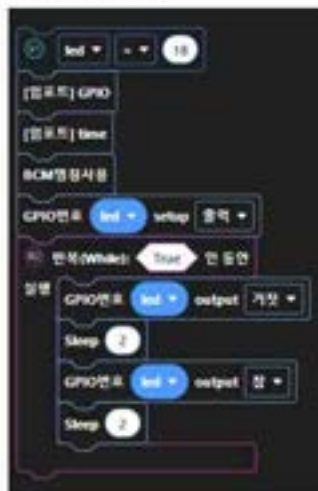 led = 18
[임포트] GPIO
[임포트] time
BCM명칭사용
GPIO번호 led setup 출력
반복(While): True 인 동안
실행
GPIO번호 led output 거짓
Sleep 2
GPIO번호 led output 참
Sleep 2